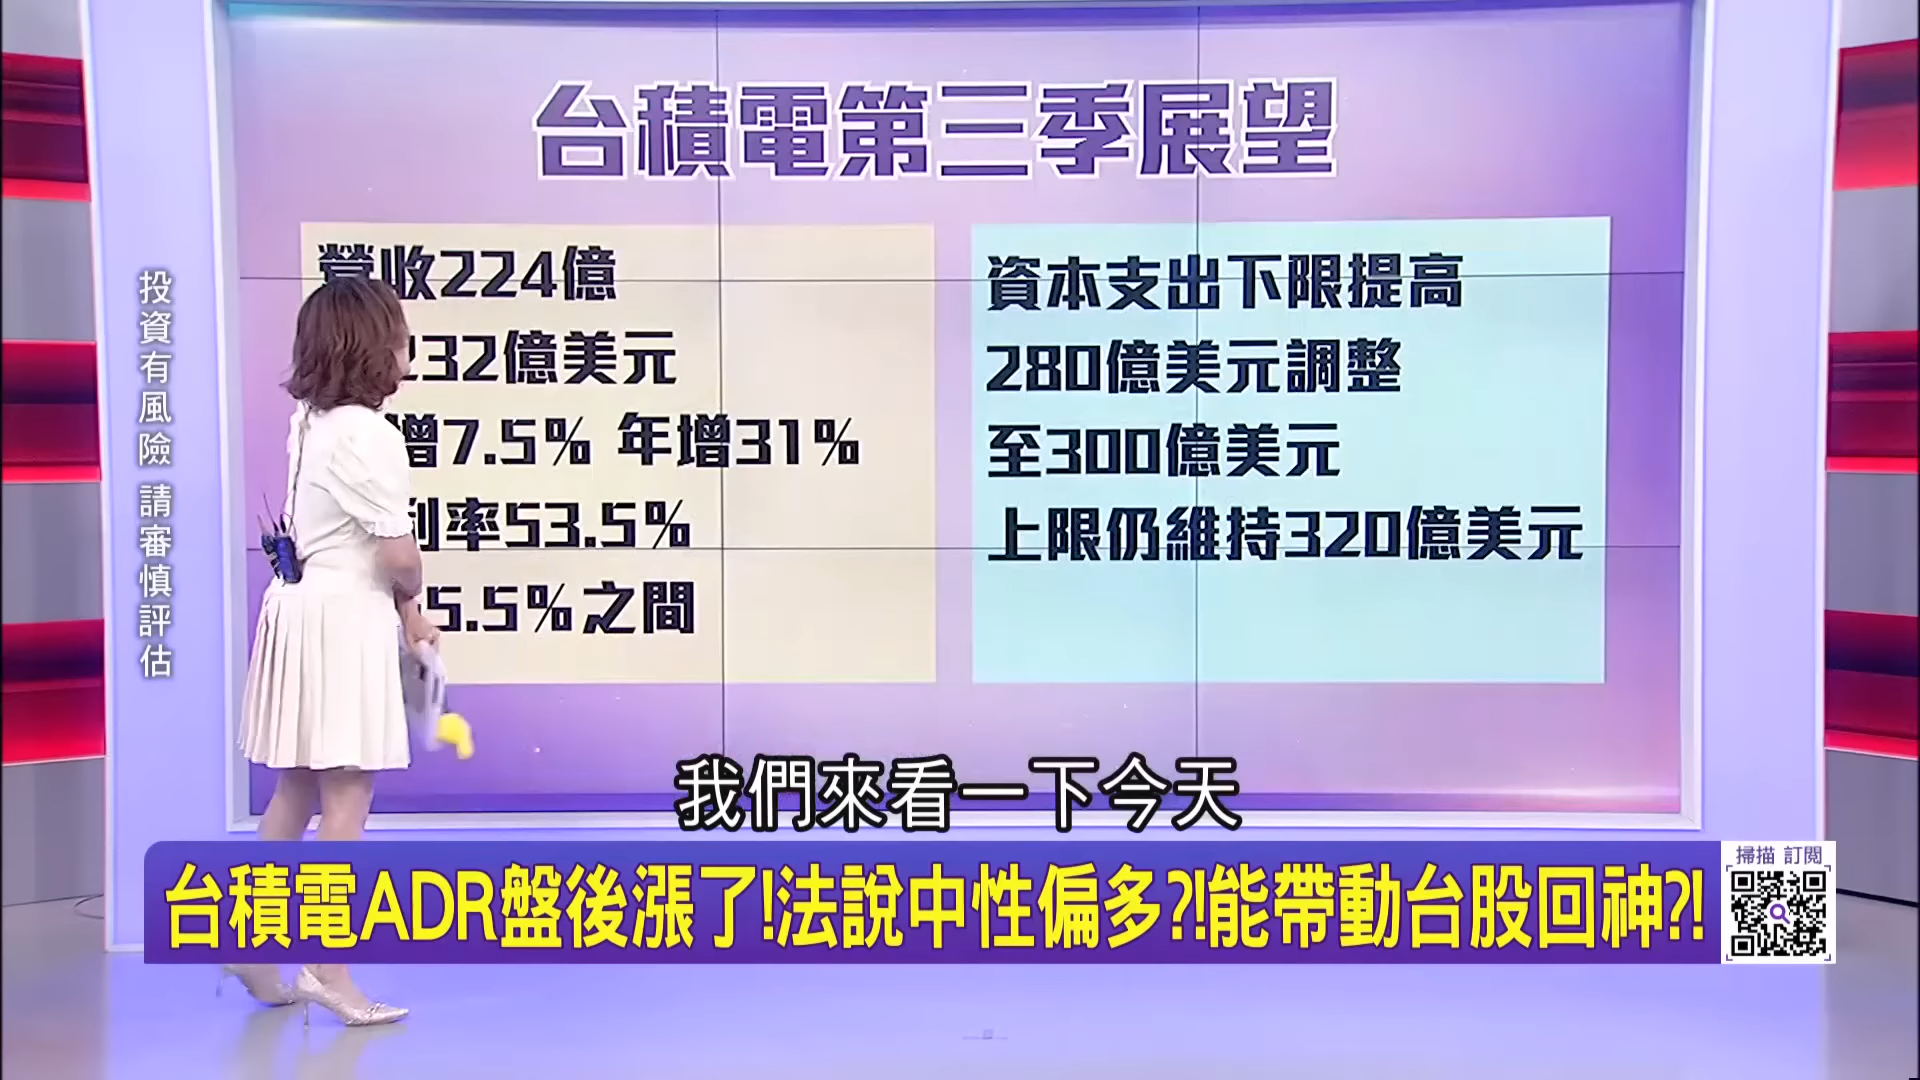 台積電第三季展望
營收224億
232億美元
增7.5% 年增31%
利率53.5%
5.5%之間
資本支出下限提高
280億美元調整
至300億美元
上限仍維持320億美元
投資有風險 請審慎評估
我們來看一下今天
台積電ADR盤後漲了!法說中性偏多?!能帶動台股回神?!
掃描 訂閱